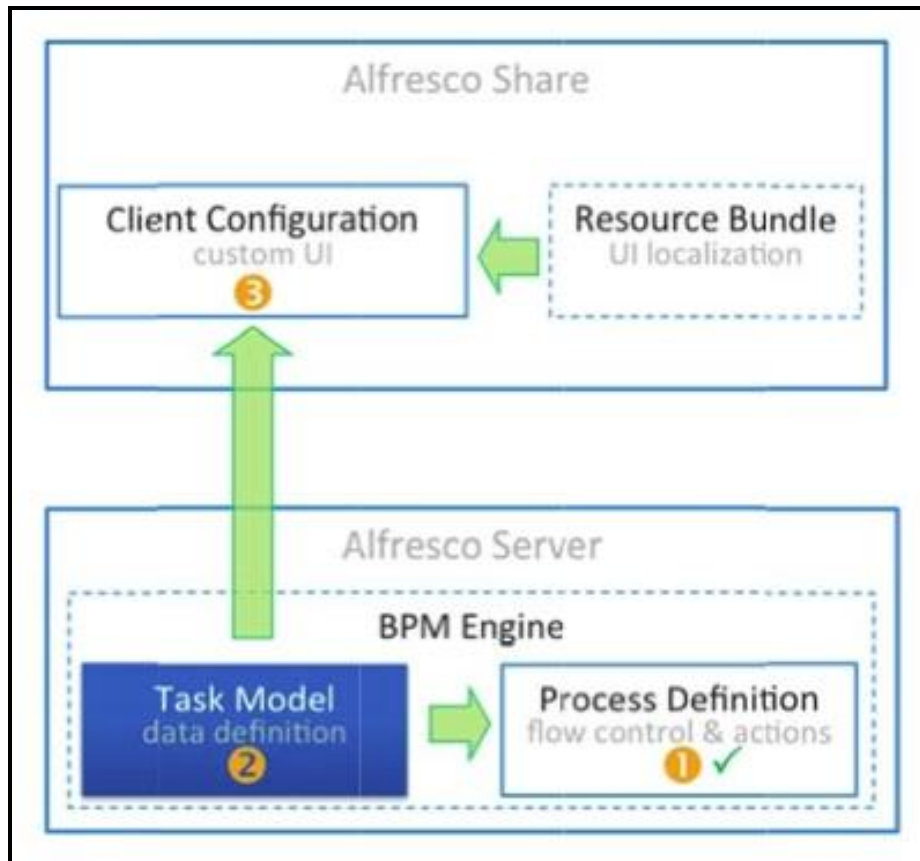 Alfresco Share
Client Configuration
custom UI
3
Resource Bundle
UI localization
Alfresco Server
BPM Engine
Task Model
data definition
2
Process Definition
flow control & actions
1 ✓